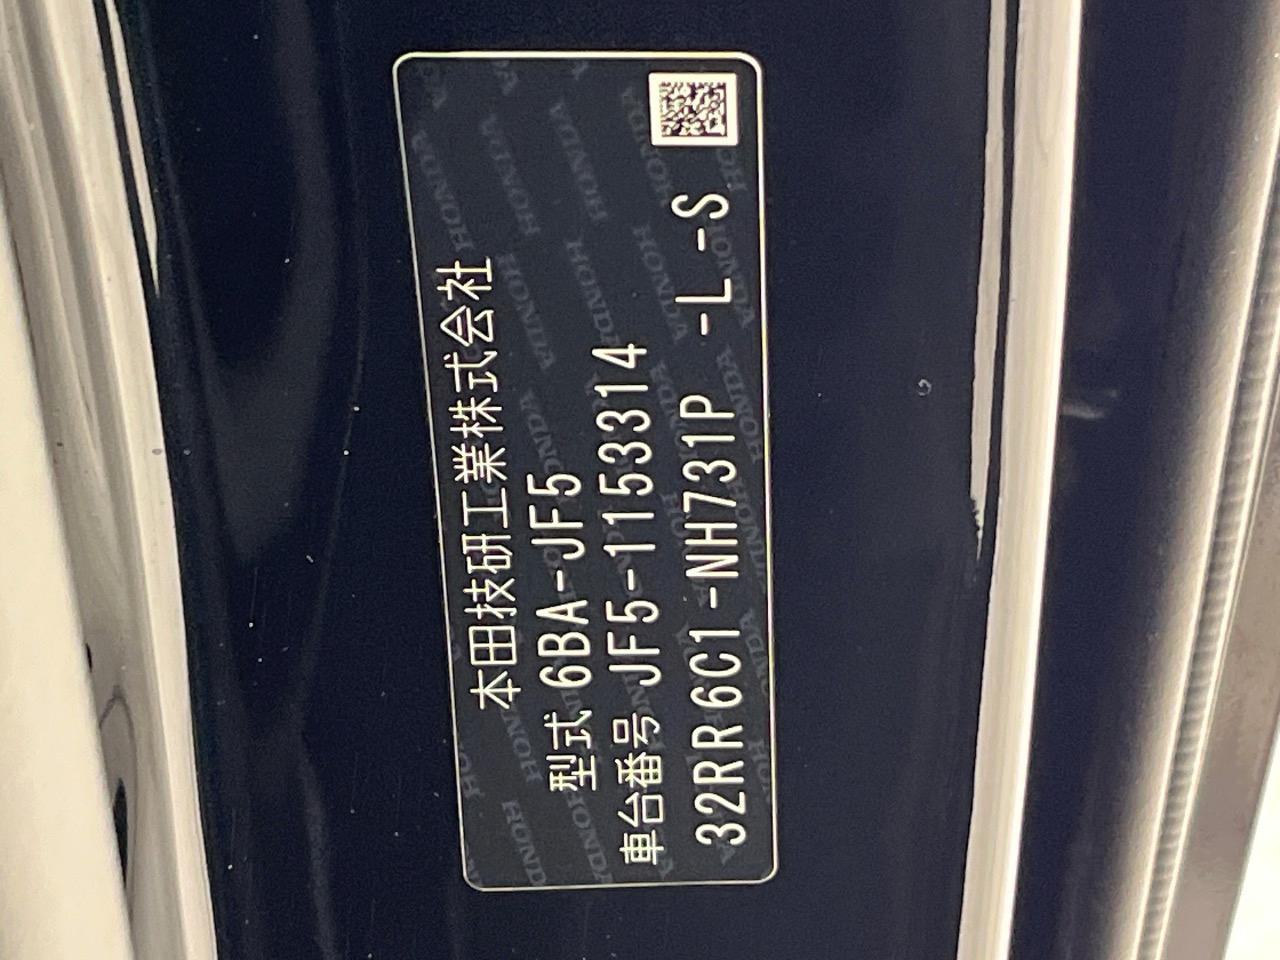 本田技研工業株式会社
型式 6BA-JF5
車台番号 JF5-1153314
32RR6C1-NH731P -L-S